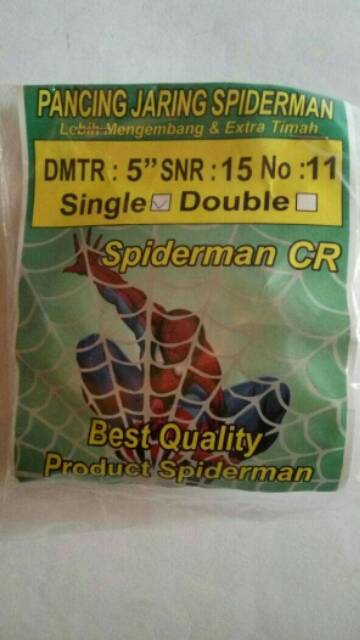 PANCING JARING SPIDERMAN
Lebih Mengembang & Extra Timah
DMTR : 5” SNR : 15 No : 11
Single Double
Spiderman CR
Best Quality
Product Spiderman